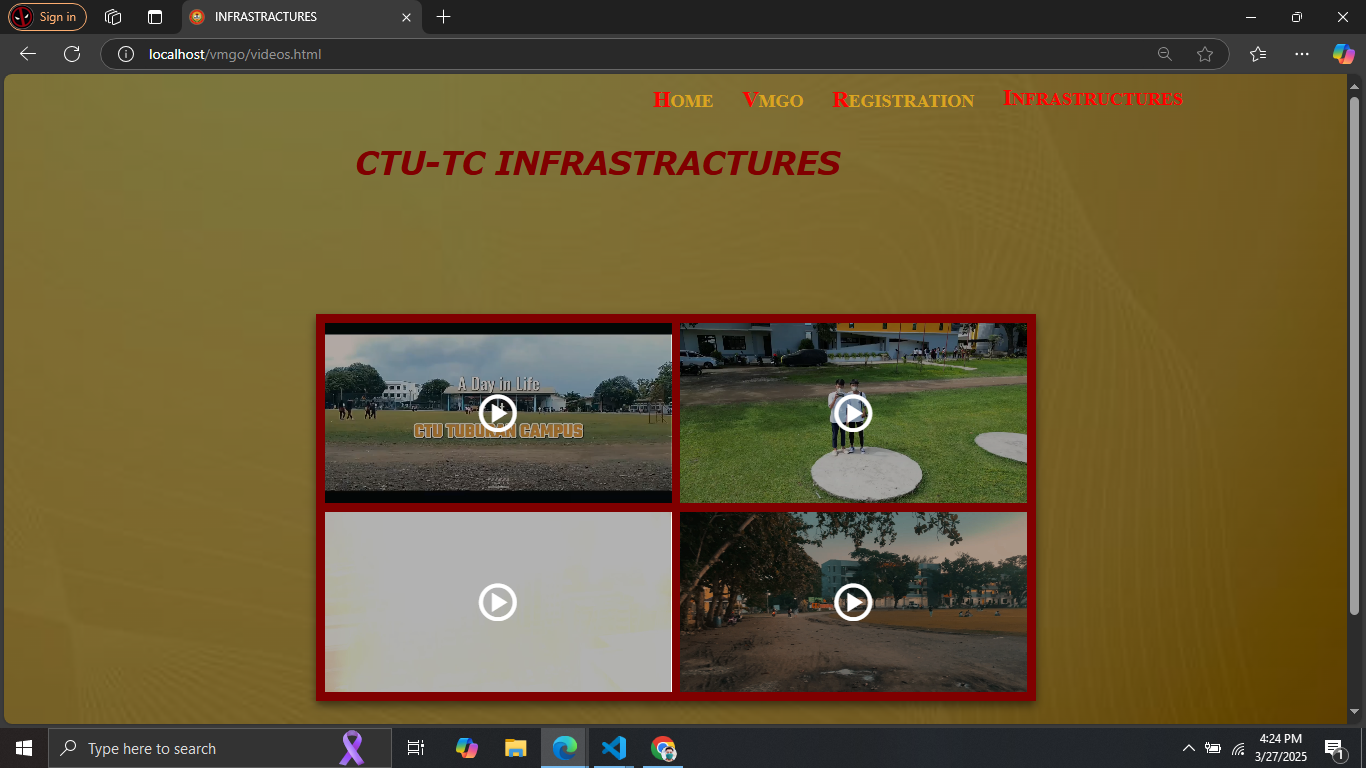 Sign in
INFRASTRACTURES
localhost/vmgo/videos.html
HOME VMGO REGISTRATION INFRASTRUCTURES
CTU-TC INFRASTRACTURES
A Day in Life
CTU TUBURAN CAMPUS
Type here to search
4:24 PM
3/27/2025
1